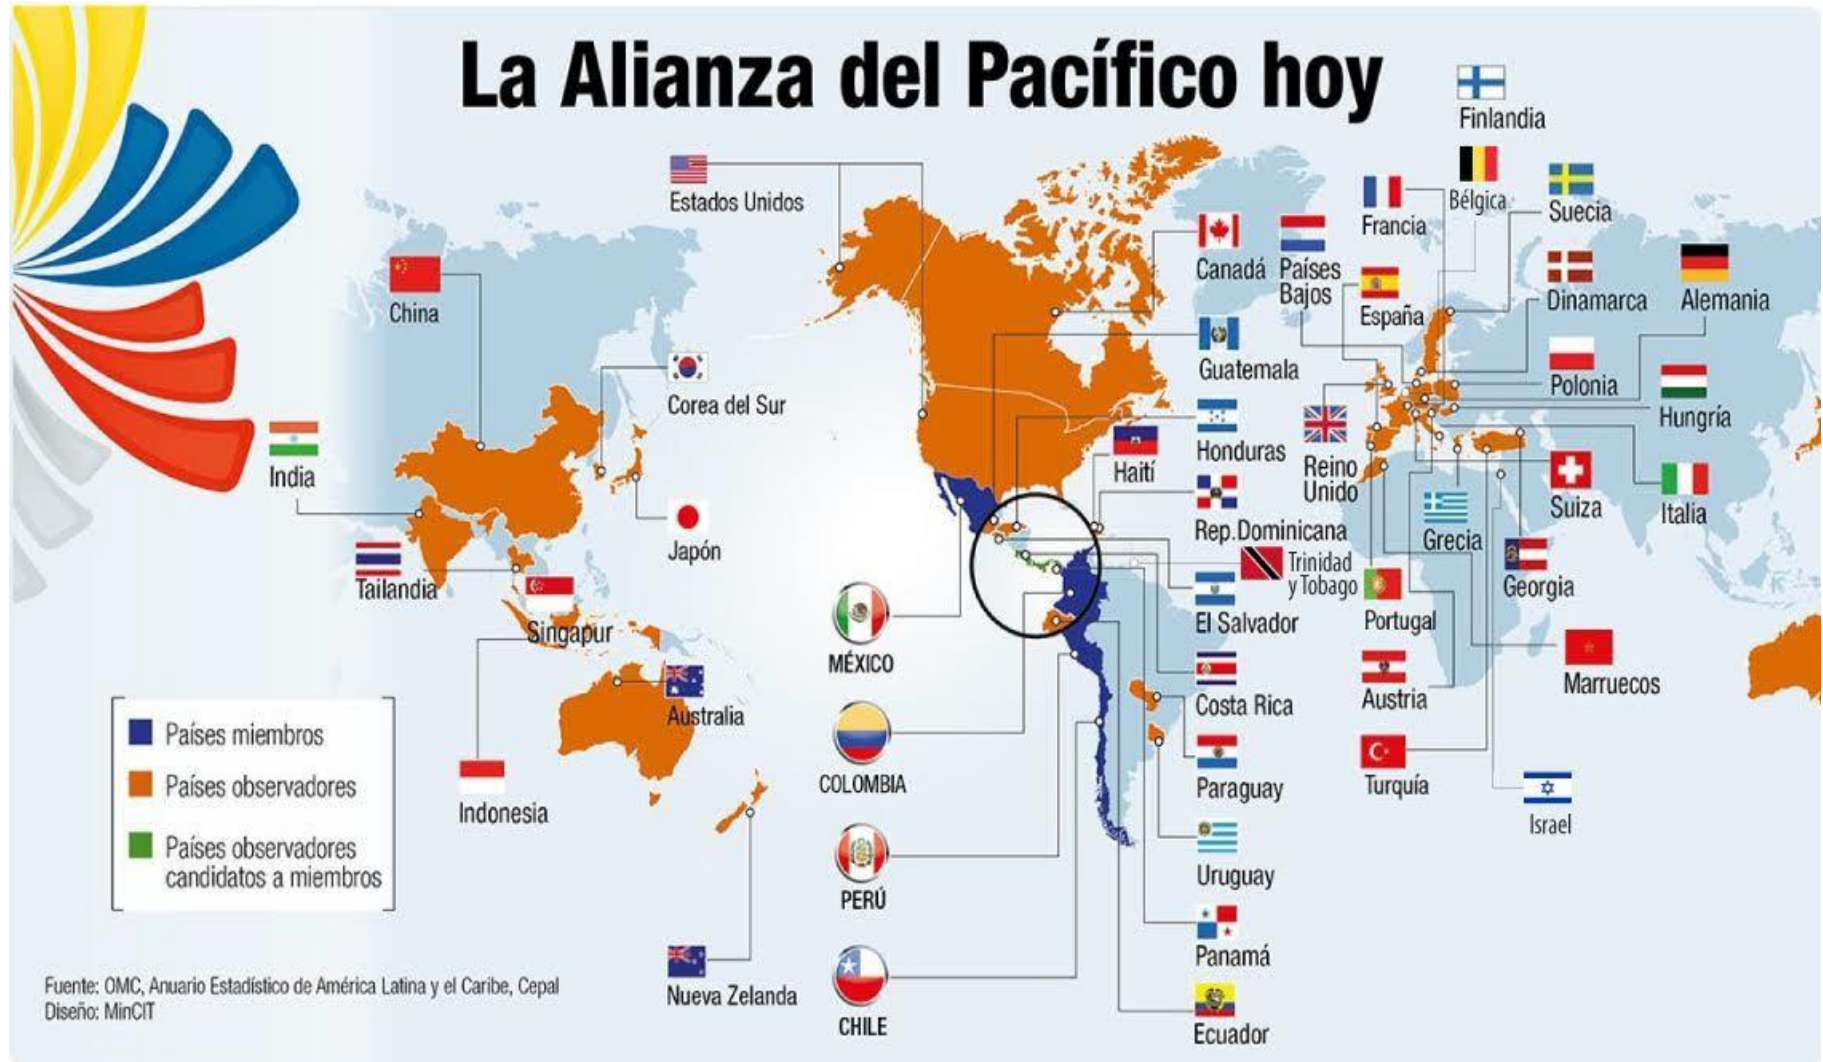 La Alianza del Pacífico hoy
Finlandia
Bélgica
Suecia
Francia
Estados Unidos
Canadá
Países
Bajos
España
Dinamarca
Alemania
China
Guatemala
Polonia
Hungría
Corea del Sur
Honduras
Haití
Reino
Unido
India
Suiza
Italia
Rep.Dominicana
Grecia
Japón
Trinidad
y Tobago
Georgia
Tailandia
Singapur
El Salvador
Portugal
MÉXICO
Marruecos
Costa Rica
Austria
Australia
Países miembros
Países observadores
Países observadores
candidatos a miembros
COLOMBIA
Paraguay
Turquía
Indonesia
Israel
Uruguay
PERÚ
Panamá
Nueva Zelanda
CHILE
Ecuador
Fuente: OMC, Anuario Estadístico de América Latina y el Caribe, Cepal
Diseño: MinCIT